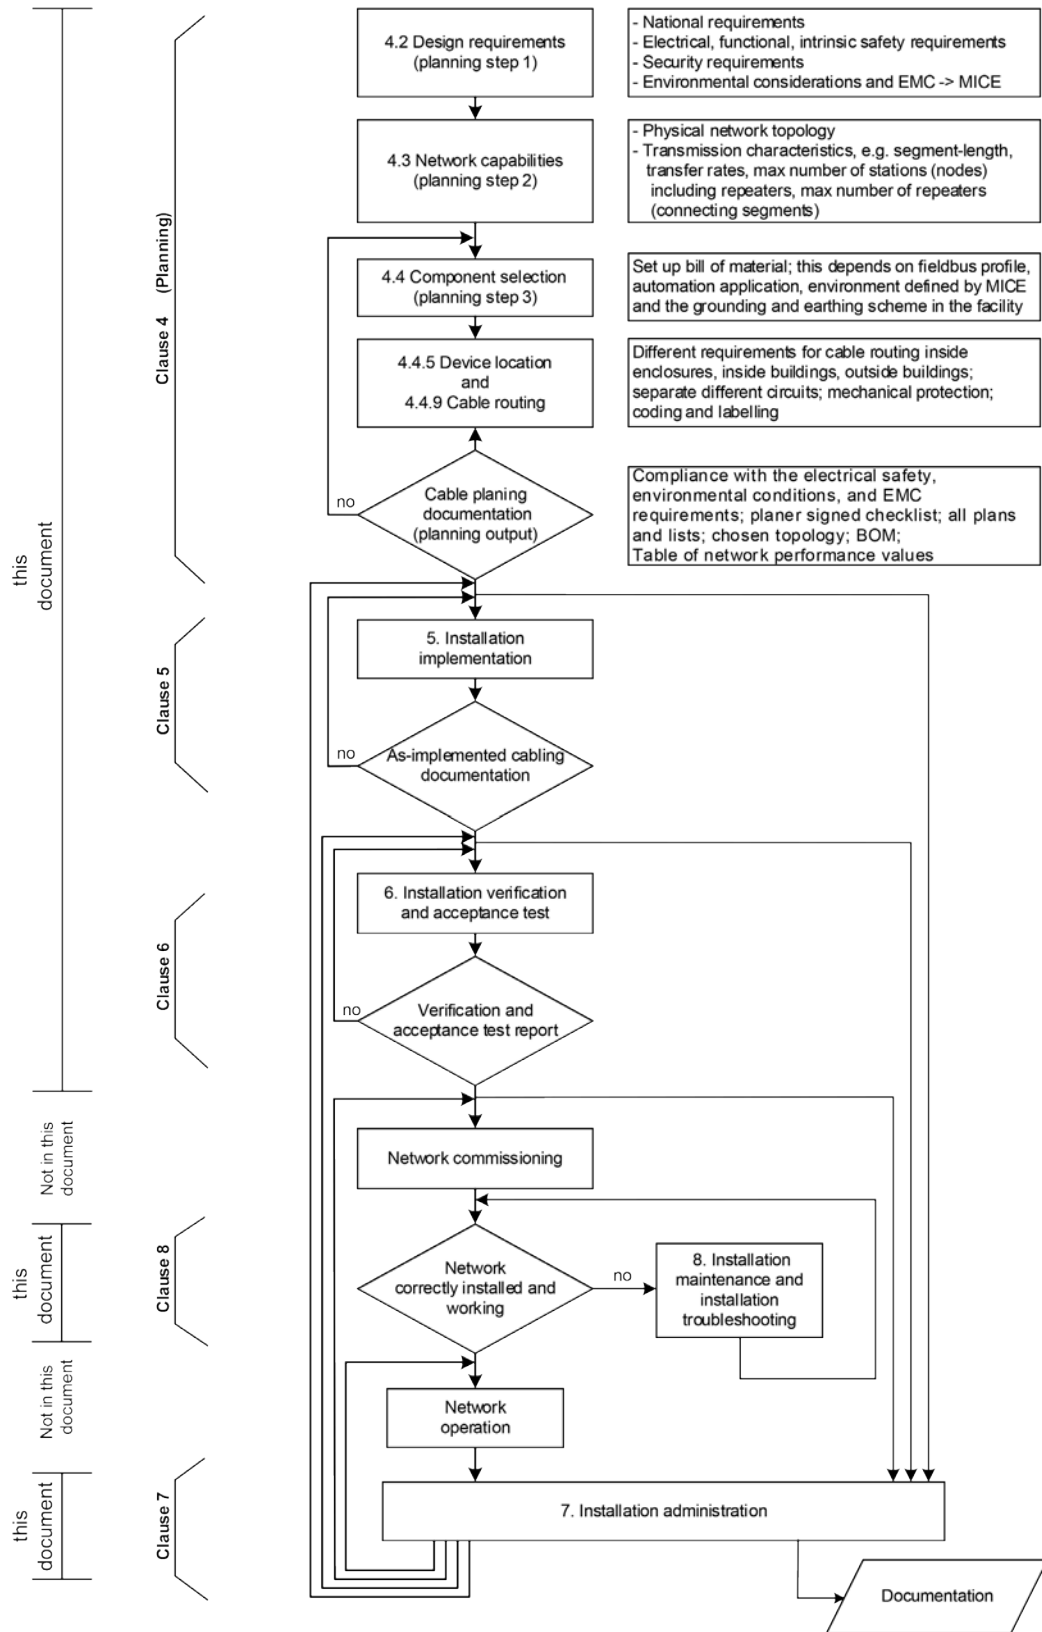 4.2 Design requirements
(planning step 1)
- National requirements
- Electrical, functional, intrinsic safety requirements
- Security requirements
- Environmental considerations and EMC -> MICE
4.3 Network capabilities
(planning step 2)
- Physical network topology
- Transmission characteristics, e.g. segment-length,
transfer rates, max number of stations (nodes)
including repeaters, max number of repeaters
(connecting segments)
Clause 4 (Planning)
4.4 Component selection
(planning step 3)
Set up bill of material; this depends on fieldbus profile,
automation application, environment defined by MICE
and the grounding and earthing scheme in the facility
4.4.5 Device location
and
4.4.9 Cable routing
Different requirements for cable routing inside
enclosures, inside buildings, outside buildings;
separate different circuits; mechanical protection;
coding and labelling
no
Cable planing
documentation
(planning output)
Compliance with the electrical safety,
environmental conditions, and EMC
requirements; planer signed checklist; all plans
and lists; chosen topology; BOM;
Table of network performance values
this
document
Clause 5
5. Installation
implementation
no
As-implemented cabling
documentation
Clause 6
6. Installation verification
and acceptance test
no
Verification and
acceptance test report
Not in this
document
Network commissioning
this
document
Clause 8
Network
correctly installed and
working
no
8. Installation
maintenance and
installation
troubleshooting
Not in this
document
Network
operation
this
document
Clause 7
7. Installation administration
Documentation